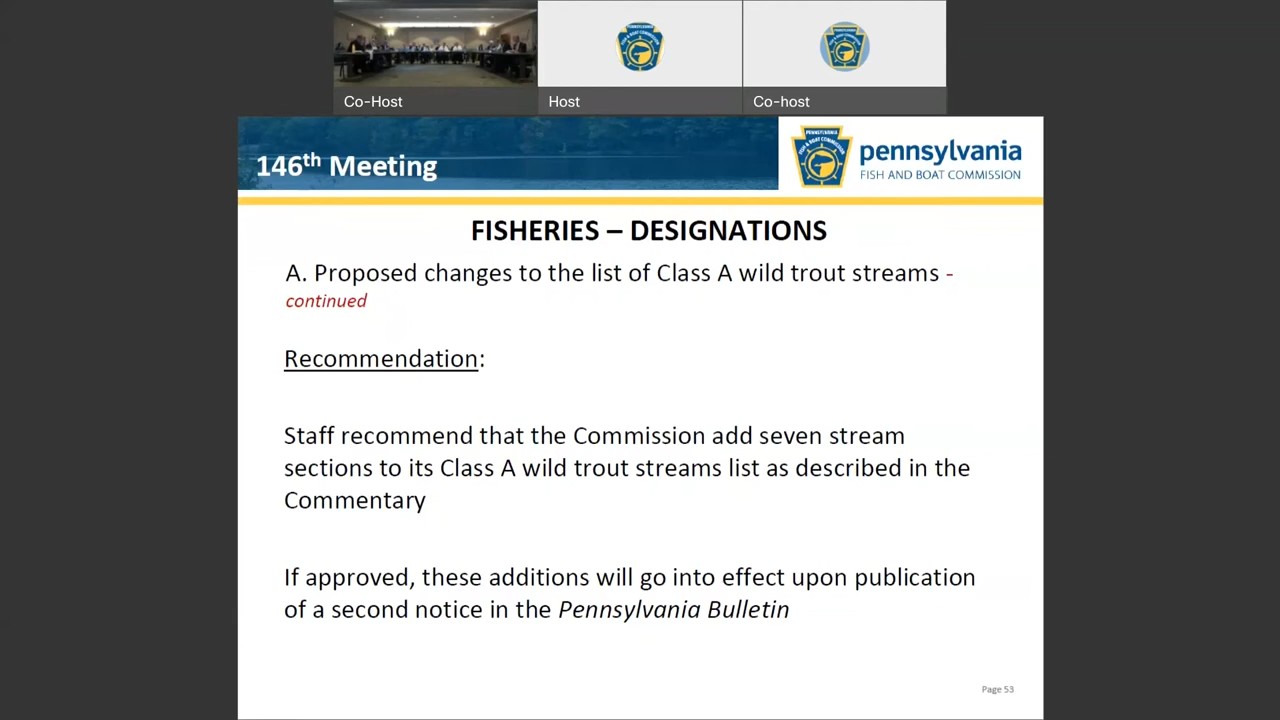 Co-Host
Host
Co-host
146th Meeting
pennsylvania
FISH AND BOAT COMMISSION
FISHERIES – DESIGNATIONS
A. Proposed changes to the list of Class A wild trout streams -
continued
Recommendation:
Staff recommend that the Commission add seven stream
sections to its Class A wild trout streams list as described in the
Commentary
If approved, these additions will go into effect upon publication
of a second notice in the Pennsylvania Bulletin
Page 53